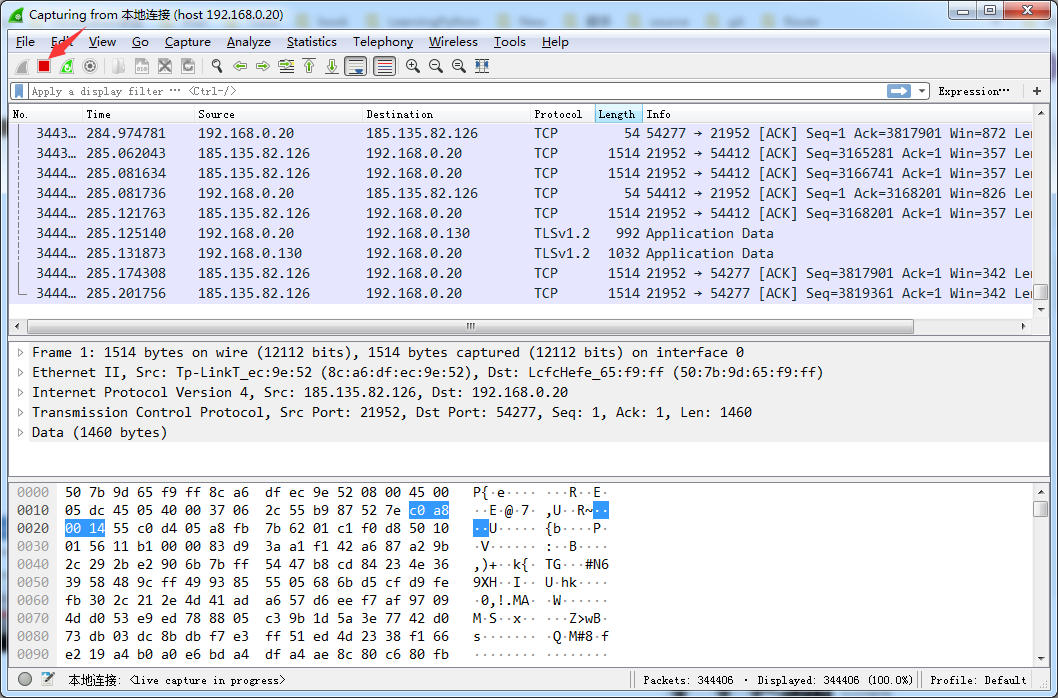 Capturing from 本地连接 (host 192.168.0.20)
File Edit View Go Capture Analyze Statistics Telephony Wireless Tools Help
Apply a display filter ··· <Ctrl-/> Expression··· +
No. Time Source Destination Protocol Length Info
3443… 284.974781 192.168.0.20 185.135.82.126 TCP 54 54277 → 21952 [ACK] Seq=1 Ack=3817901 Win=872 Le
3443… 285.062043 185.135.82.126 192.168.0.20 TCP 1514 21952 → 54412 [ACK] Seq=3165281 Ack=1 Win=357 Le
3444… 285.081634 185.135.82.126 192.168.0.20 TCP 1514 21952 → 54412 [ACK] Seq=3166741 Ack=1 Win=357 Le
3444… 285.081736 192.168.0.20 185.135.82.126 TCP 54 54412 → 21952 [ACK] Seq=1 Ack=3168201 Win=826 Le
3444… 285.121763 185.135.82.126 192.168.0.20 TCP 1514 21952 → 54412 [ACK] Seq=3168201 Ack=1 Win=357 Le
3444… 285.125140 192.168.0.20 192.168.0.130 TLSv1.2 992 Application Data
3444… 285.131873 192.168.0.130 192.168.0.20 TLSv1.2 1032 Application Data
3444… 285.174308 185.135.82.126 192.168.0.20 TCP 1514 21952 → 54277 [ACK] Seq=3817901 Ack=1 Win=342 Le
3444… 285.201756 185.135.82.126 192.168.0.20 TCP 1514 21952 → 54277 [ACK] Seq=3819361 Ack=1 Win=342 Le
Frame 1: 1514 bytes on wire (12112 bits), 1514 bytes captured (12112 bits) on interface 0
Ethernet II, Src: Tp-LinkT_ec:9e:52 (8c:a6:df:ec:9e:52), Dst: LcfcHefe_65:f9:ff (50:7b:9d:65:f9:ff)
Internet Protocol Version 4, Src: 185.135.82.126, Dst: 192.168.0.20
Transmission Control Protocol, Src Port: 21952, Dst Port: 54277, Seq: 1, Ack: 1, Len: 1460
Data (1460 bytes)
0000 50 7b 9d 65 f9 ff 8c a6 df ec 9e 52 08 00 45 00 P{·e···· ···R··E·
0010 05 dc 45 05 40 00 37 06 2c 55 b9 87 52 7e c0 a8 ··E·@·7· ,U··R~··
0020 00 14 55 c0 d4 05 a8 fb 7b 62 01 c1 f0 d8 50 10 ··U····· {b····P·
0030 01 56 11 b1 00 00 83 d9 3a a1 f1 42 a6 87 a2 9b ·V······ :··B····
0040 2c 29 2b e2 90 6b 7b ff 54 47 b8 cd 84 23 4e 36 ,)+··k{· TG···#N6
0050 39 58 48 9c ff 49 93 85 55 05 68 6b d5 cf d9 fe 9XH··I·· U·hk····
0060 fb 30 2c 21 2e 4d 41 ad a6 57 d6 ee f7 af 97 09 ·0,!.MA· ·W······
0070 4d d0 53 e9 ed 78 88 05 c3 9b 1d 5a 3e 77 42 d0 M·S··x·· ···Z>wB·
0080 73 db 03 dc 8b db f7 e3 ff 51 ed 4d 23 38 f1 66 s······· ·Q·M#8·f
0090 e2 19 a4 b0 a0 e6 bd a4 df a4 ae 8c 80 c6 80 fb ········ ········
本地连接: <live capture in progress> Packets: 344406 · Displayed: 344406 (100.0%) Profile: Default